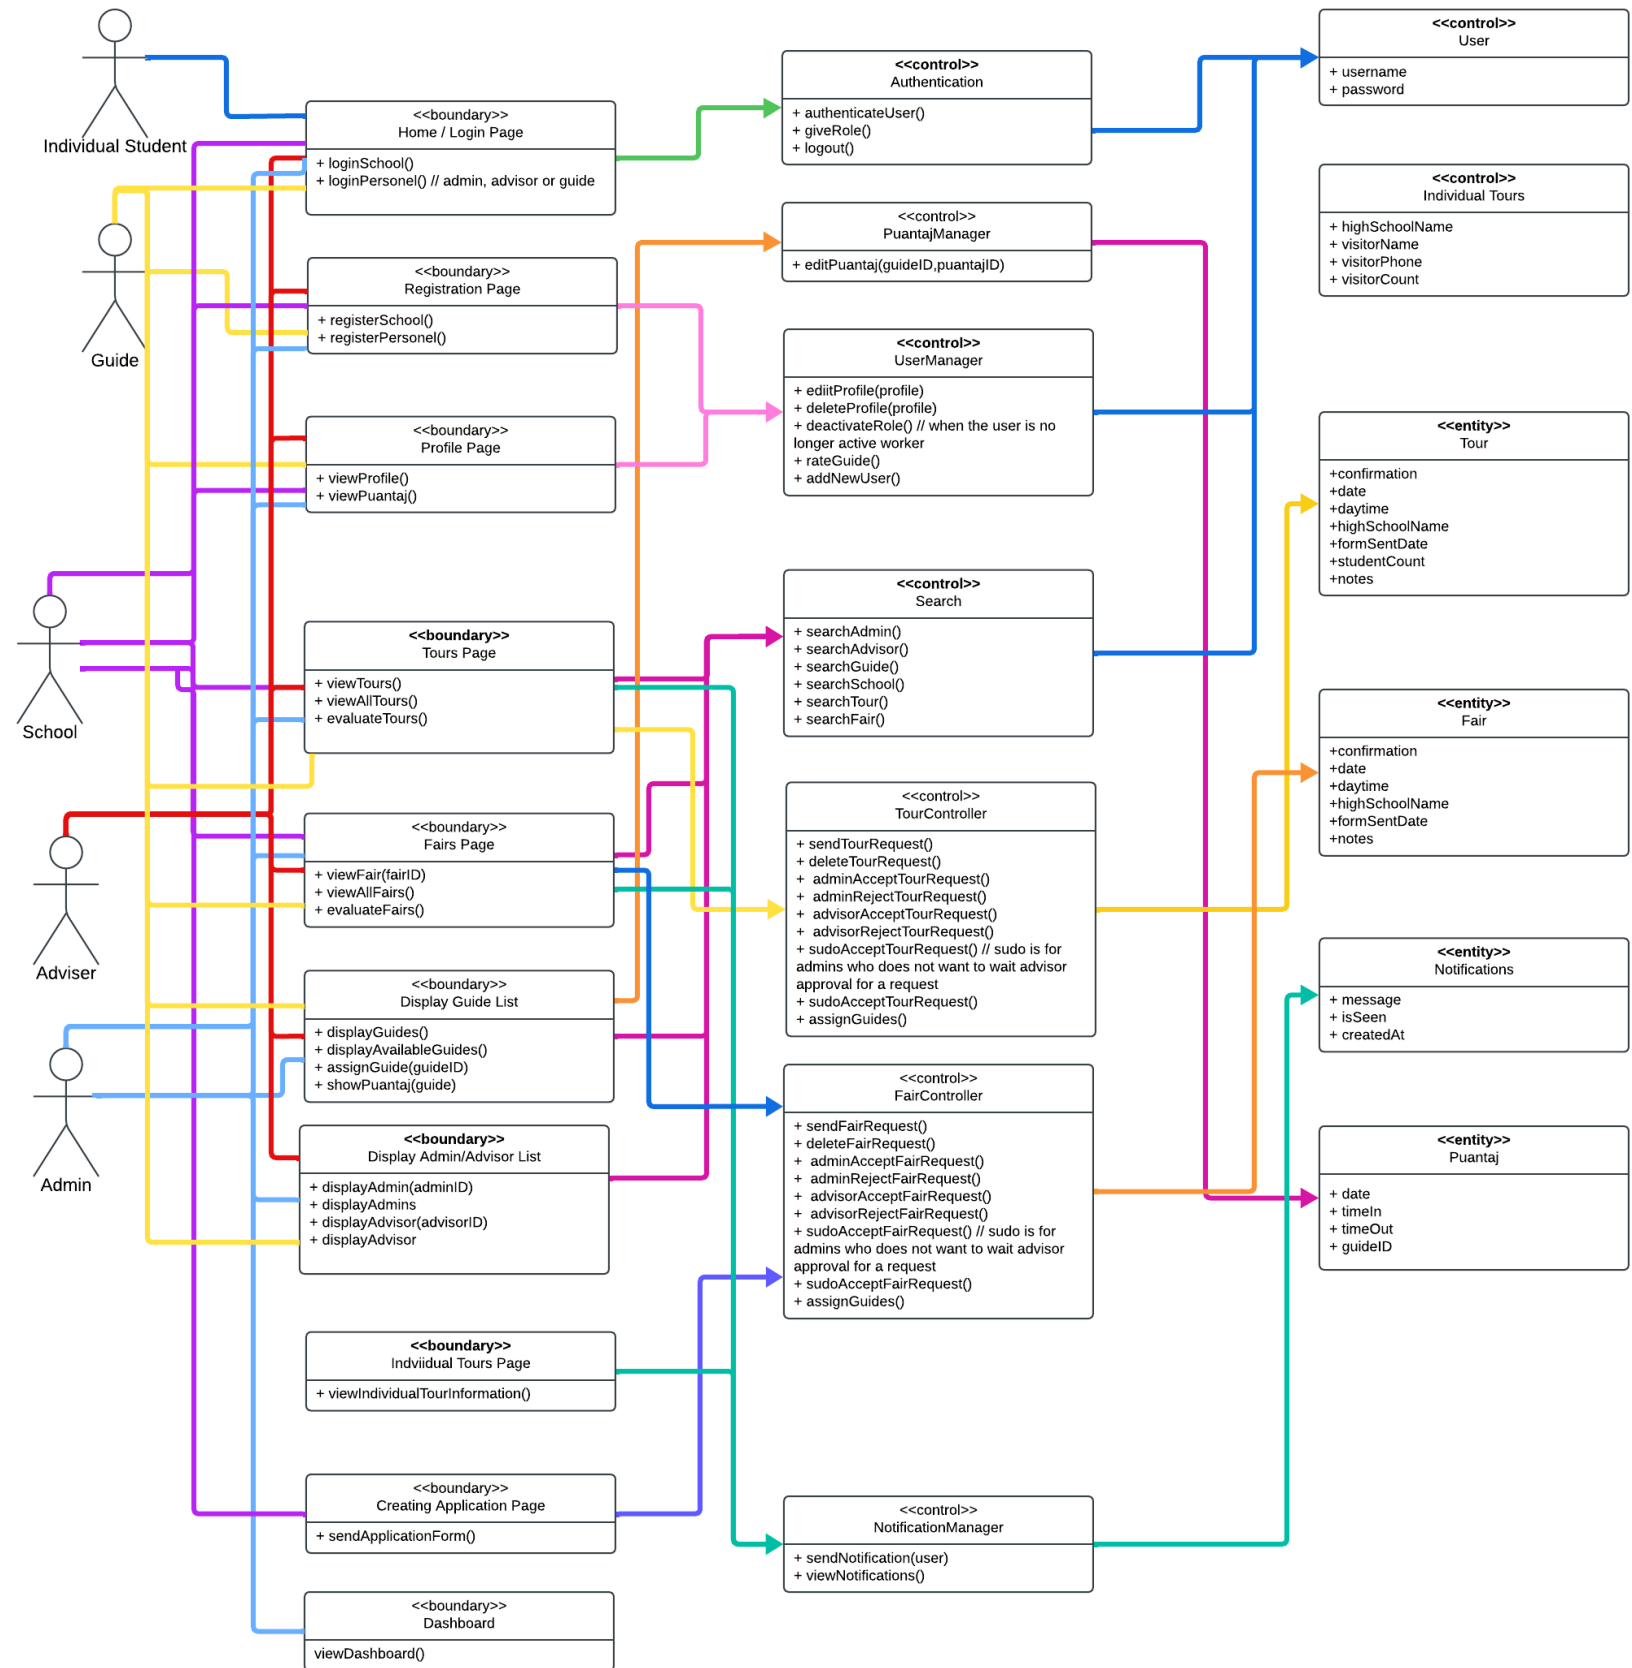 Individual Student
Guide
School
Adviser
Admin
<<boundary>>
Home / Login Page
+ loginSchool()
+ loginPersonel() // admin, advisor or guide
<<boundary>>
Registration Page
+ registerSchool()
+ registerPersonel()
<<boundary>>
Profile Page
+ viewProfile()
+ viewPuantaj()
<<boundary>>
Tours Page
+ viewTours()
+ viewAllTours()
+ evaluateTours()
<<boundary>>
Fairs Page
+ viewFair(fairID)
+ viewAllFairs()
+ evaluateFairs()
<<boundary>>
Display Guide List
+ displayGuides()
+ displayAvailableGuides()
+ assignGuide(guideID)
+ showPuantaj(guide)
<<boundary>>
Display Admin/Advisor List
+ displayAdmin(adminID)
+ displayAdmins
+ displayAdvisor(advisorID)
+ displayAdvisor
<<boundary>>
Indviidual Tours Page
+ viewIndividualTourInformation()
<<boundary>>
Creating Application Page
+ sendApplicationForm()
<<boundary>>
Dashboard
viewDashboard()
<<control>>
Authentication
+ authenticateUser()
+ giveRole()
+ logout()
<<control>>
PuantajManager
+ editPuantaj(guideID,puantajID)
<<control>>
UserManager
+ ediitProfile(profile)
+ deleteProfile(profile)
+ deactivateRole() // when the user is no
longer active worker
+ rateGuide()
+ addNewUser()
<<control>>
Search
+ searchAdmin()
+ searchAdvisor()
+ searchGuide()
+ searchSchool()
+ searchTour()
+ searchFair()
<<control>>
TourController
+ sendTourRequest()
+ deleteTourRequest()
+  adminAcceptTourRequest()
+  adminRejectTourRequest()
+  advisorAcceptTourRequest()
+  advisorRejectTourRequest()
+ sudoAcceptTourRequest() // sudo is for
admins who does not want to wait advisor
approval for a request
+ sudoAcceptTourRequest()
+ assignGuides()
<<control>>
FairController
+ sendFairRequest()
+ deleteFairRequest()
+  adminAcceptFairRequest()
+  adminRejectFairRequest()
+  advisorAcceptFairRequest()
+  advisorRejectFairRequest()
+ sudoAcceptFairRequest() // sudo is for
admins who does not want to wait advisor
approval for a request
+ sudoAcceptFairRequest()
+ assignGuides()
<<control>>
NotificationManager
+ sendNotification(user)
+ viewNotifications()
<<control>>
User
+ username
+ password
<<control>>
Individual Tours
+ highSchoolName
+ visitorName
+ visitorPhone
+ visitorCount
<<entity>>
Tour
+confirmation
+date
+daytime
+highSchoolName
+formSentDate
+studentCount
+notes
<<entity>>
Fair
+confirmation
+date
+daytime
+highSchoolName
+formSentDate
+notes
<<entity>>
Notifications
+ message
+ isSeen
+ createdAt
<<entity>>
Puantaj
+ date
+ timeIn
+ timeOut
+ guideID